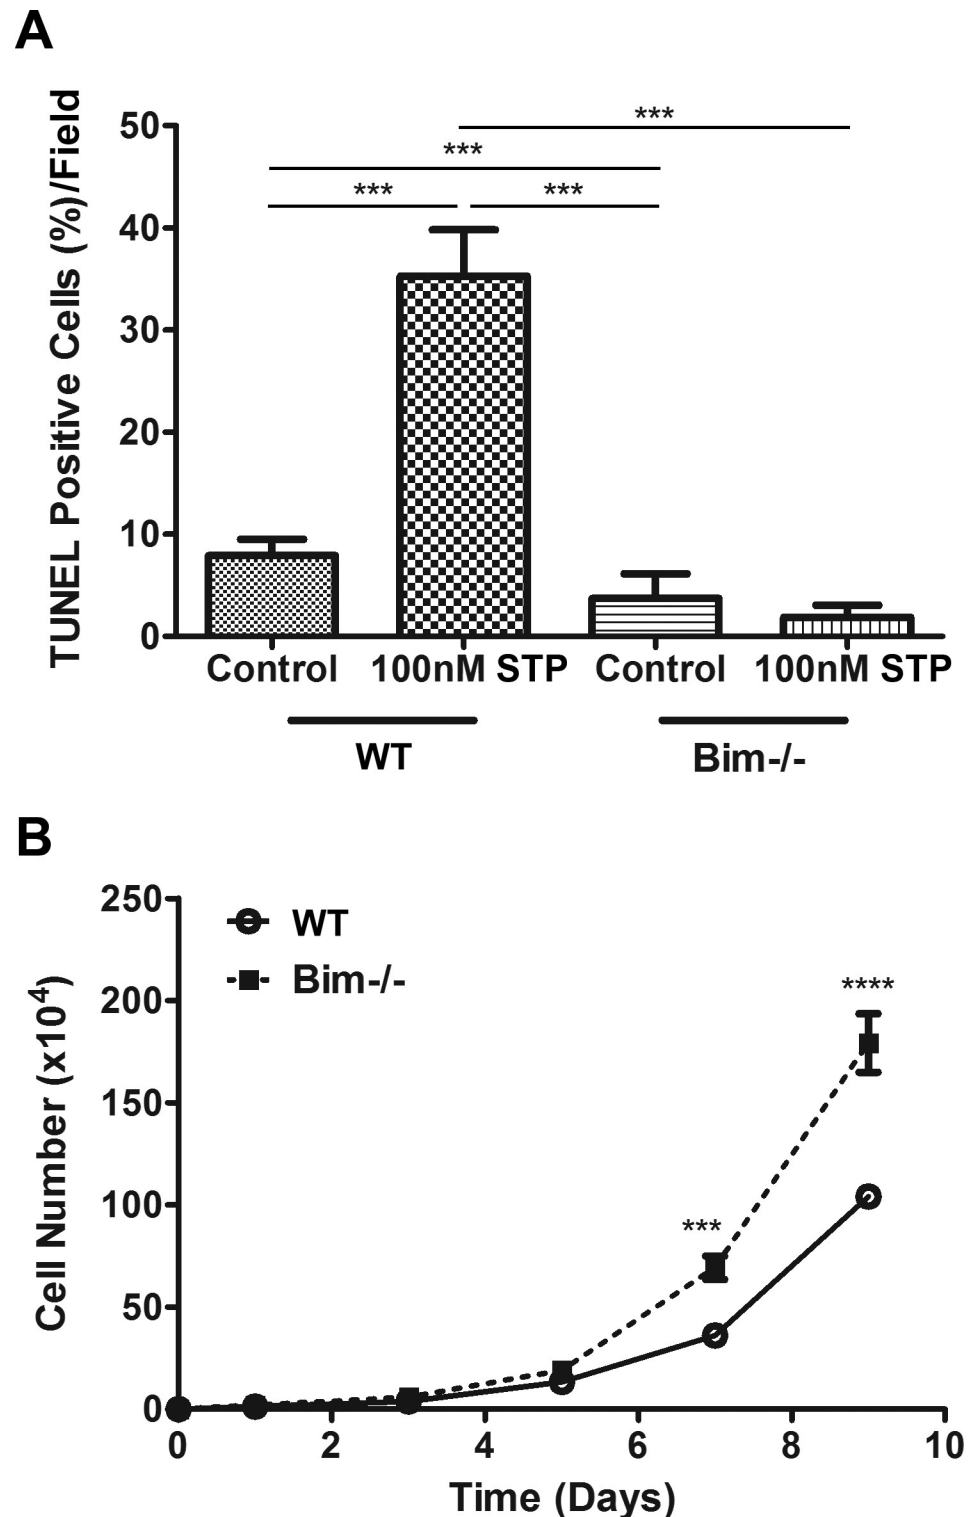 A
TUNEL Positive Cells (%)/Field
50
40
30
20
10
0
***
***
*** ***
Control 100nM STP Control 100nM STP
WT Bim-/-
B
Cell Number (x10⁴)
250
200
150
100
50
0
WT
Bim-/-
****
***
0 2 4 6 8 10
Time (Days)